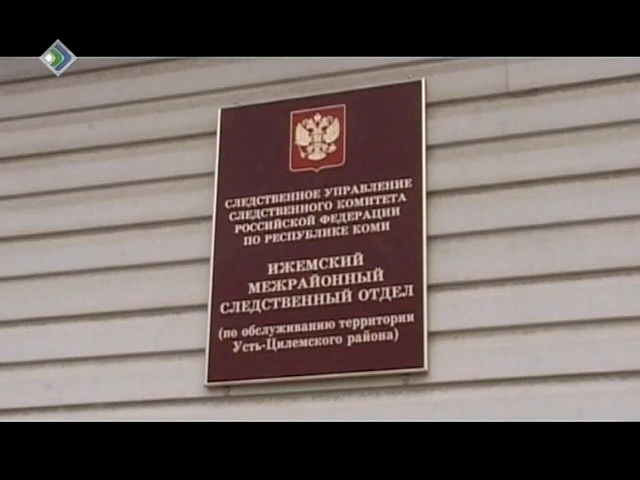 СЛЕДСТВЕННОЕ УПРАВЛЕНИЕ
СЛЕДСТВЕННОГО КОМИТЕТА
РОССИЙСКОЙ ФЕДЕРАЦИИ
ПО РЕСПУБЛИКЕ КОМИ
ИЖЕМСКИЙ
МЕЖРАЙОННЫЙ
СЛЕДСТВЕННЫЙ ОТДЕЛ
(по обслуживанию территории
Усть-Цилемского района)